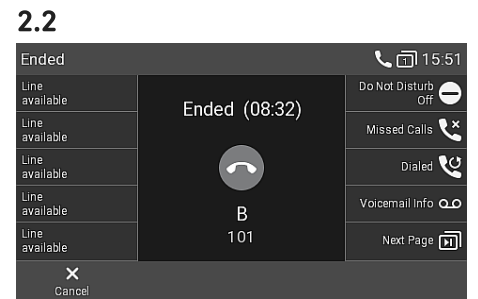 2.2
Ended
1
15:51
Line
available
Line
available
Line
available
Line
available
Line
available
Ended (08:32)
B
101
Do Not Disturb
Off
Missed Calls
Dialed
Voicemail Info
Next Page
Cancel